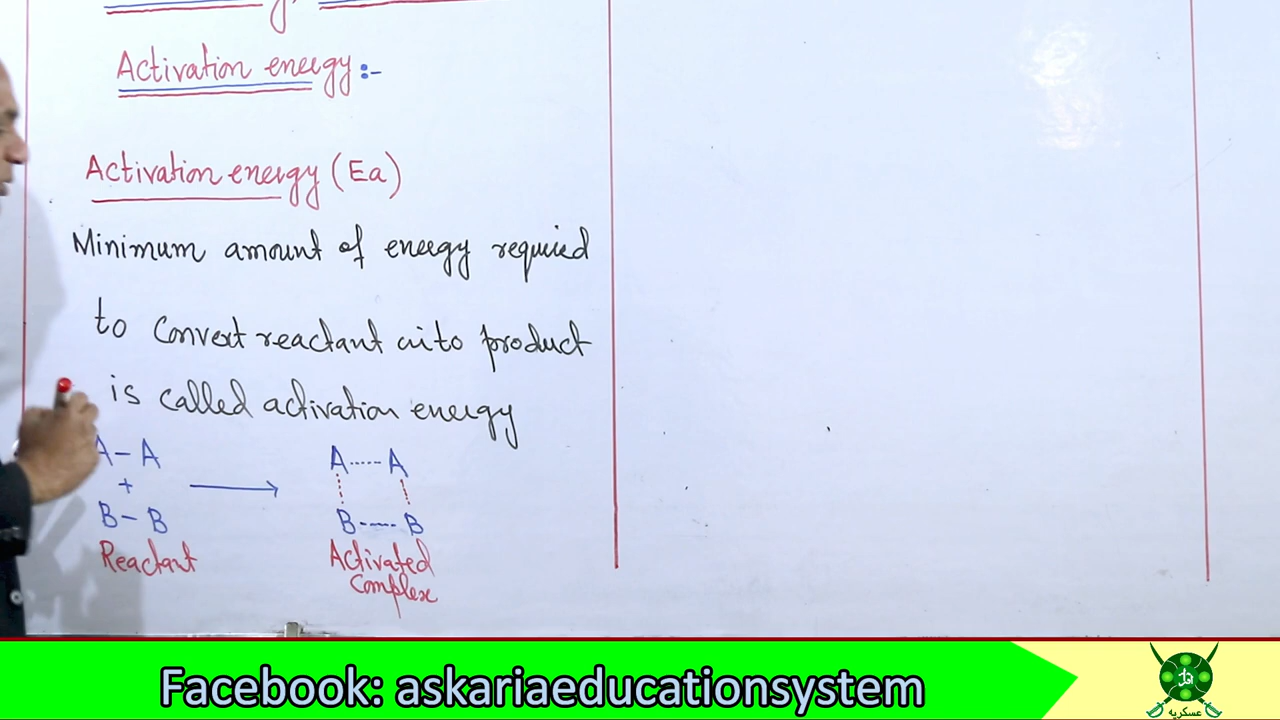 Activation energy :-
Activation energy (Ea)
Minimum amount of energy required
to convert reactant into product
is called activation energy
A – A
+
B – B
Reactant
A ..... A
B ..... B
Activated
Complex
Facebook: askariaeducationsystem
عسکریہ